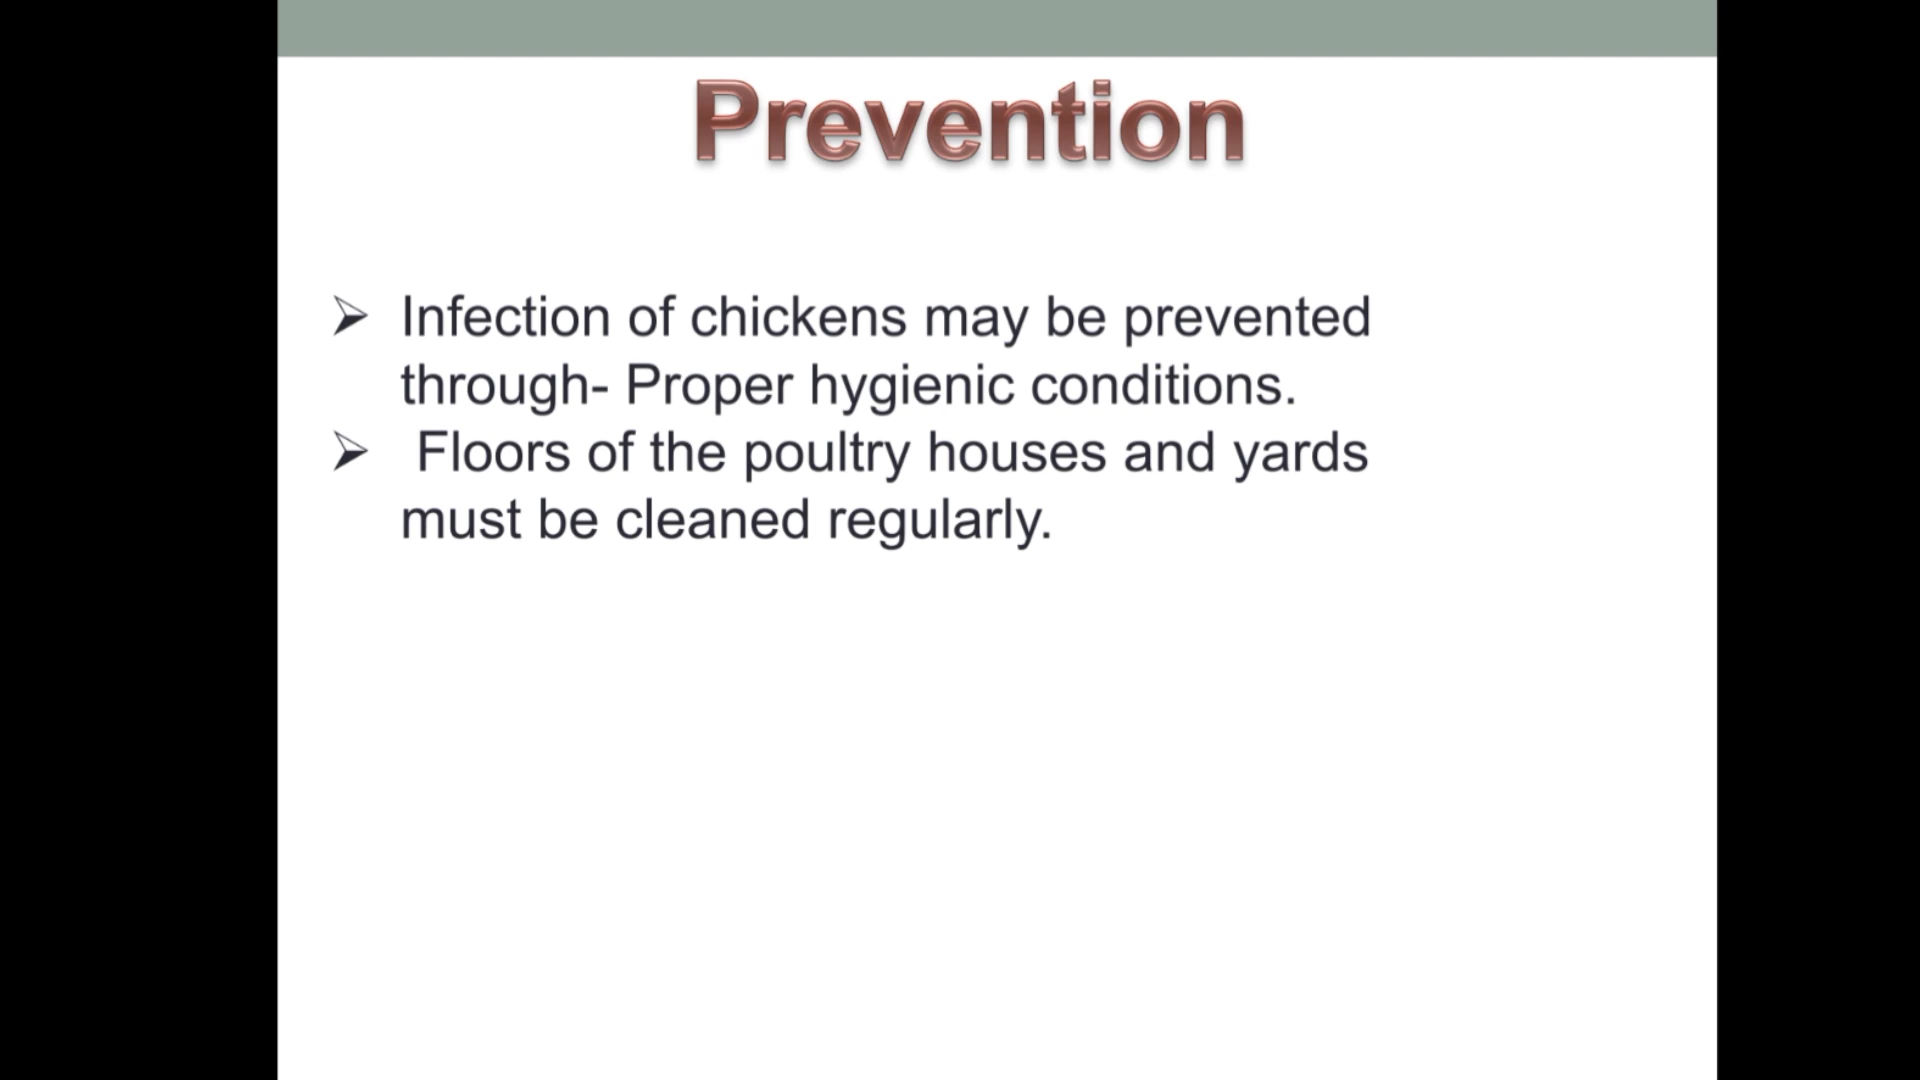 Prevention
➢ Infection of chickens may be prevented
through- Proper hygienic conditions.
➢ Floors of the poultry houses and yards
must be cleaned regularly.